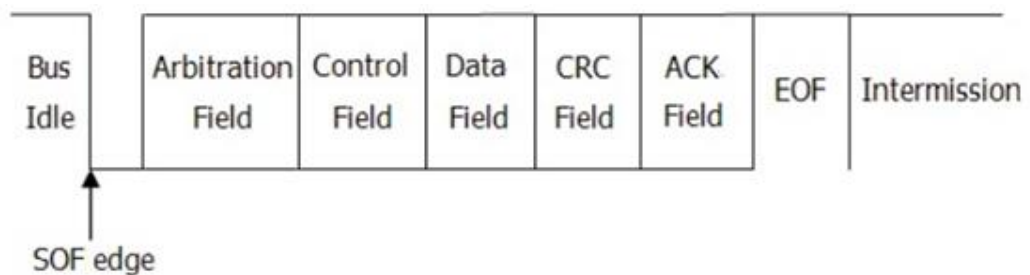 Bus
Idle
Arbitration
Field
Control
Field
Data
Field
CRC
Field
ACK
Field
EOF
Intermission
SOF edge